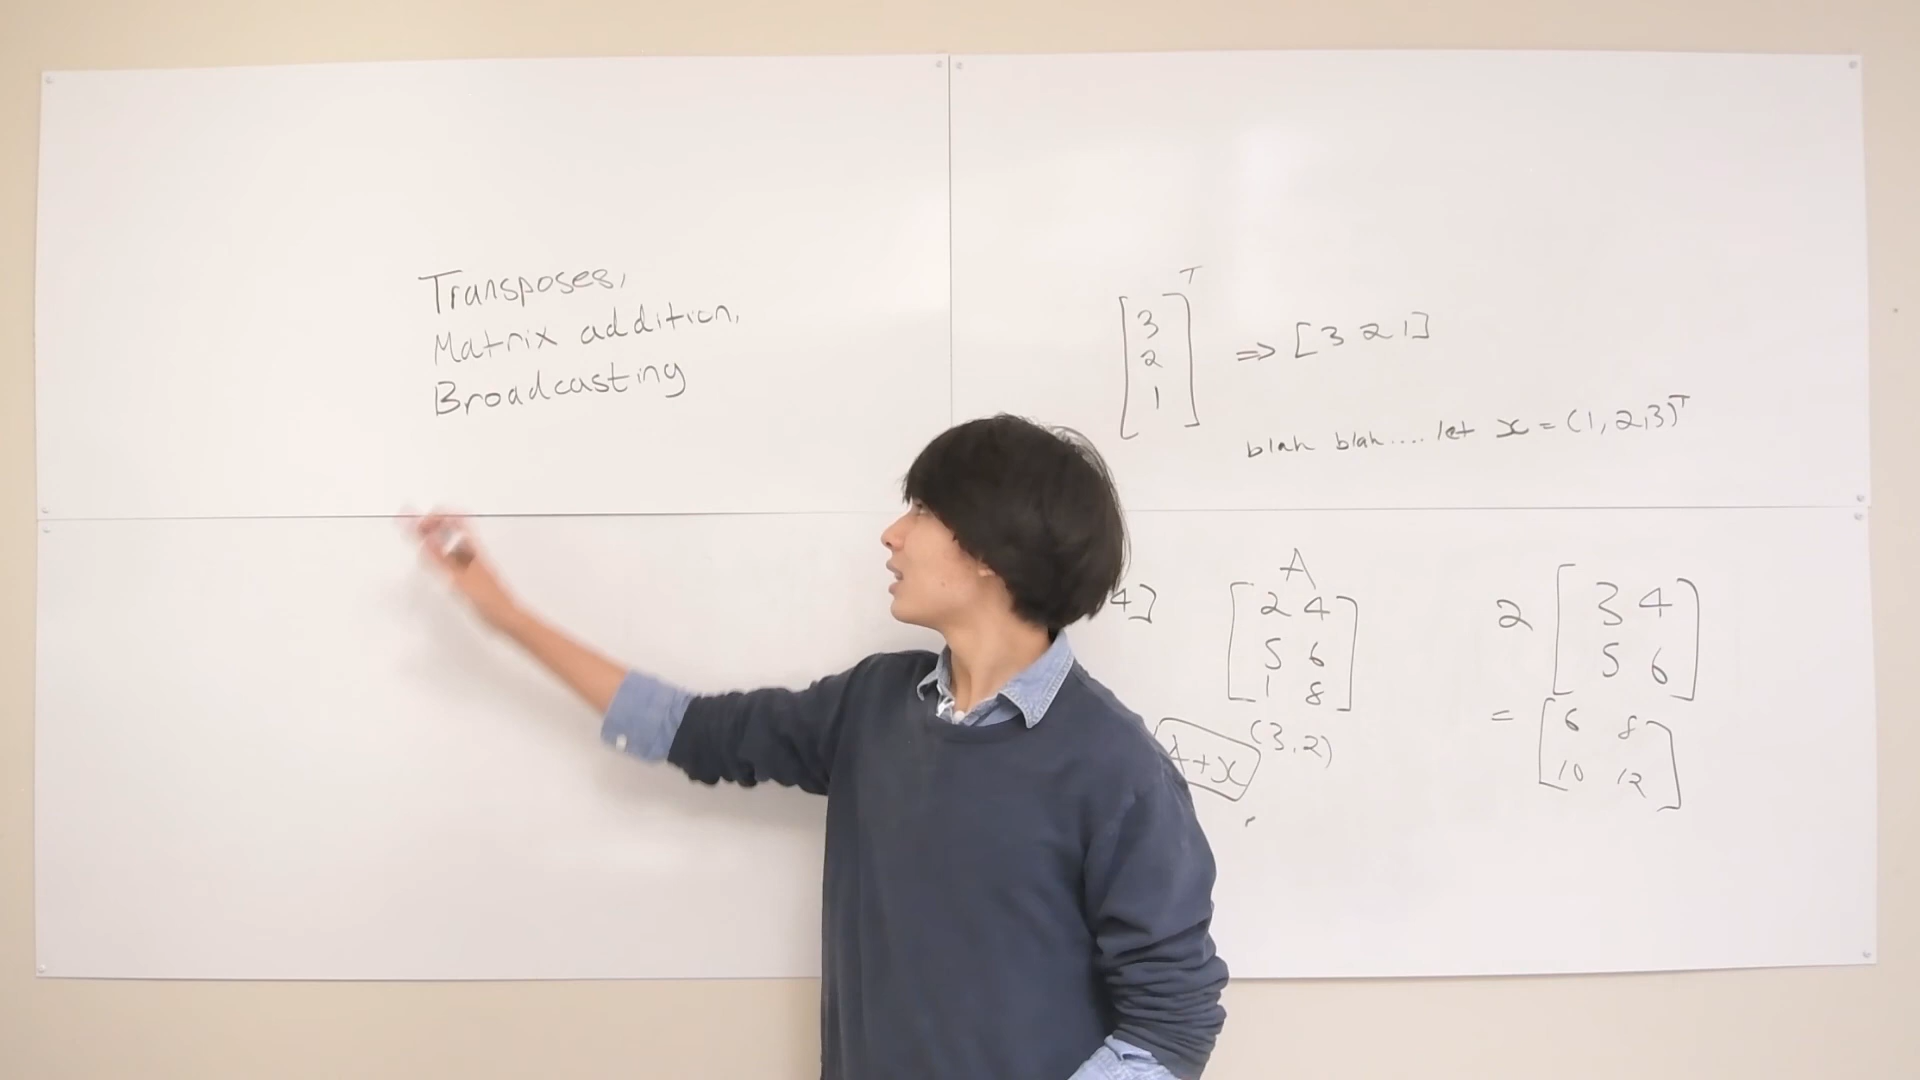 Transposes,
Matrix addition,
Broadcasting
T
3
2
1
⇒ [3 2 1]
blah blah.... let x = (1, 2, 3)ᵀ
4]
A
2 4
5 6
1 8
(3, 2)
+x
2 [3 4
5 6]
= [6 8
10 12]